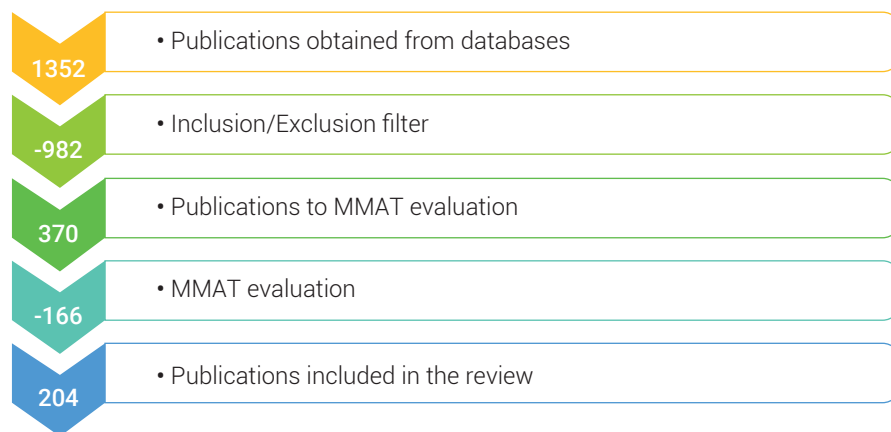 1352
• Publications obtained from databases
-982
• Inclusion/Exclusion filter
370
• Publications to MMAT evaluation
-166
• MMAT evaluation
204
• Publications included in the review